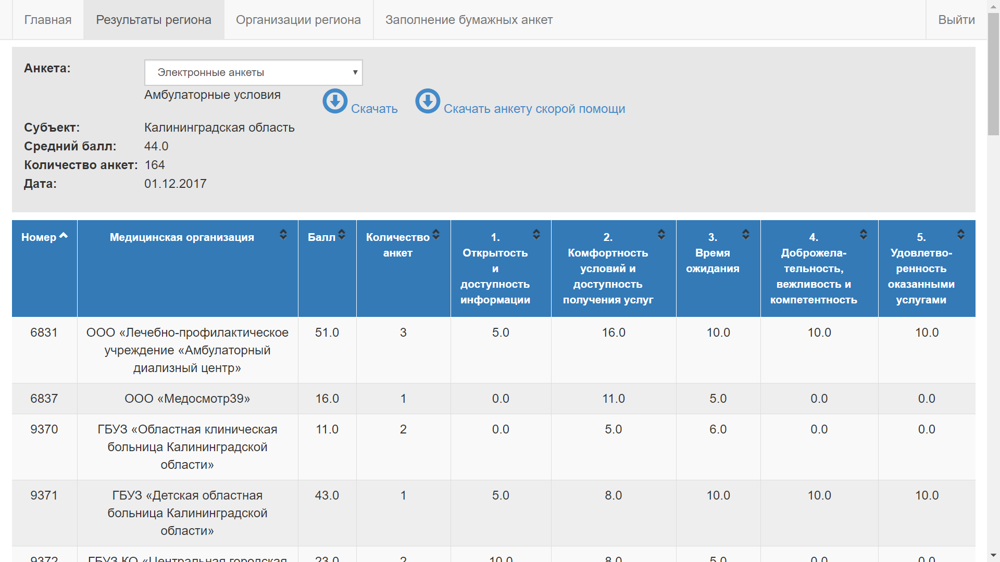 Главная Результаты региона Организации региона Заполнение бумажных анкет Выйти
Анкета: Электронные анкеты
Амбулаторные условия Скачать Скачать анкету скорой помощи
Субъект: Калининградская область
Средний балл: 44.0
Количество анкет: 164
Дата: 01.12.2017
Номер Медицинская организация Балл Количество 1. 2. 3. 4. 5.
анкет Открытость Комфортность Время Доброжела- Удовлетво-
и условий и ожидания тельность, ренность
доступность доступность вежливость и оказанными
информации получения услуг компетентность услугами
6831 ООО «Лечебно-профилактическое 51.0 3 5.0 16.0 10.0 10.0 10.0
учреждение «Амбулаторный
диализный центр»
6837 ООО «Медосмотр39» 16.0 1 0.0 11.0 5.0 0.0 0.0
9370 ГБУЗ «Областная клиническая 11.0 2 0.0 5.0 6.0 0.0 0.0
больница Калининградской
области»
9371 ГБУЗ «Детская областная 43.0 1 5.0 8.0 10.0 10.0 10.0
больница Калининградской
области»
9372 ГБУЗ КО «Центральная городская 23.0 2 10.0 8.0 5.0 0.0 0.0